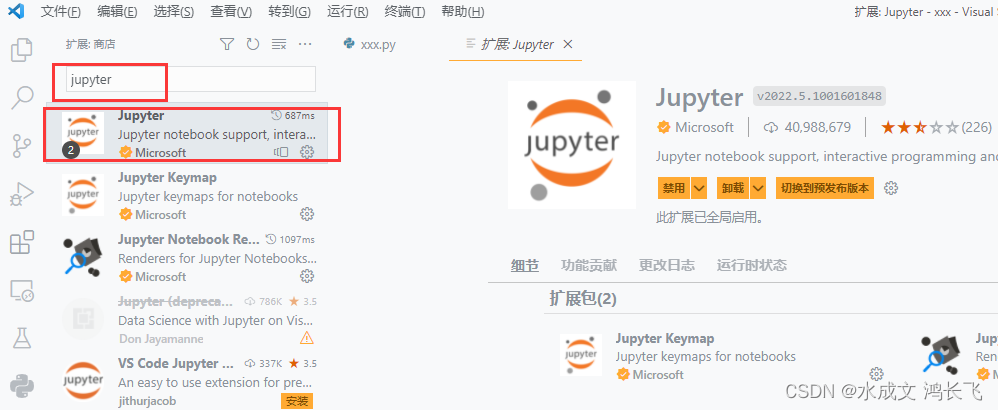 文件(F) 编辑(E) 选择(S) 查看(V) 转到(G) 运行(R) 终端(T) 帮助(H) 扩展: Jupyter - xxx - Visual S
扩展: 商店
xxx.py
扩展: Jupyter
jupyter
Jupyter 687ms
Jupyter notebook support, intera...
Microsoft
jupyter
2
Jupyter Keymap
Jupyter keymaps for notebooks
Microsoft
jupyter
Jupyter Notebook Re... 1097ms
Renderers for Jupyter Notebooks...
Microsoft
Jupyter (depreca... 786K 3.5
Data Science with Jupyter on Vis...
Don Jayamanne
VS Code Jupyter ... 337K 3.5
An easy to use extension for pre...
jithurjacob 安装
jupyter
jupyter
Jupyter v2022.5.1001601848
Microsoft 40,988,679 (226)
Jupyter notebook support, interactive programming an
禁用 卸载 切换到预发布版本
此扩展已全局启用。
细节 功能贡献 更改日志 运行时状态
扩展包(2)
jupyter
Jupyter Keymap
Jupyter keymaps for notebooks
Microsoft
CSDN @水成文 鸿长飞